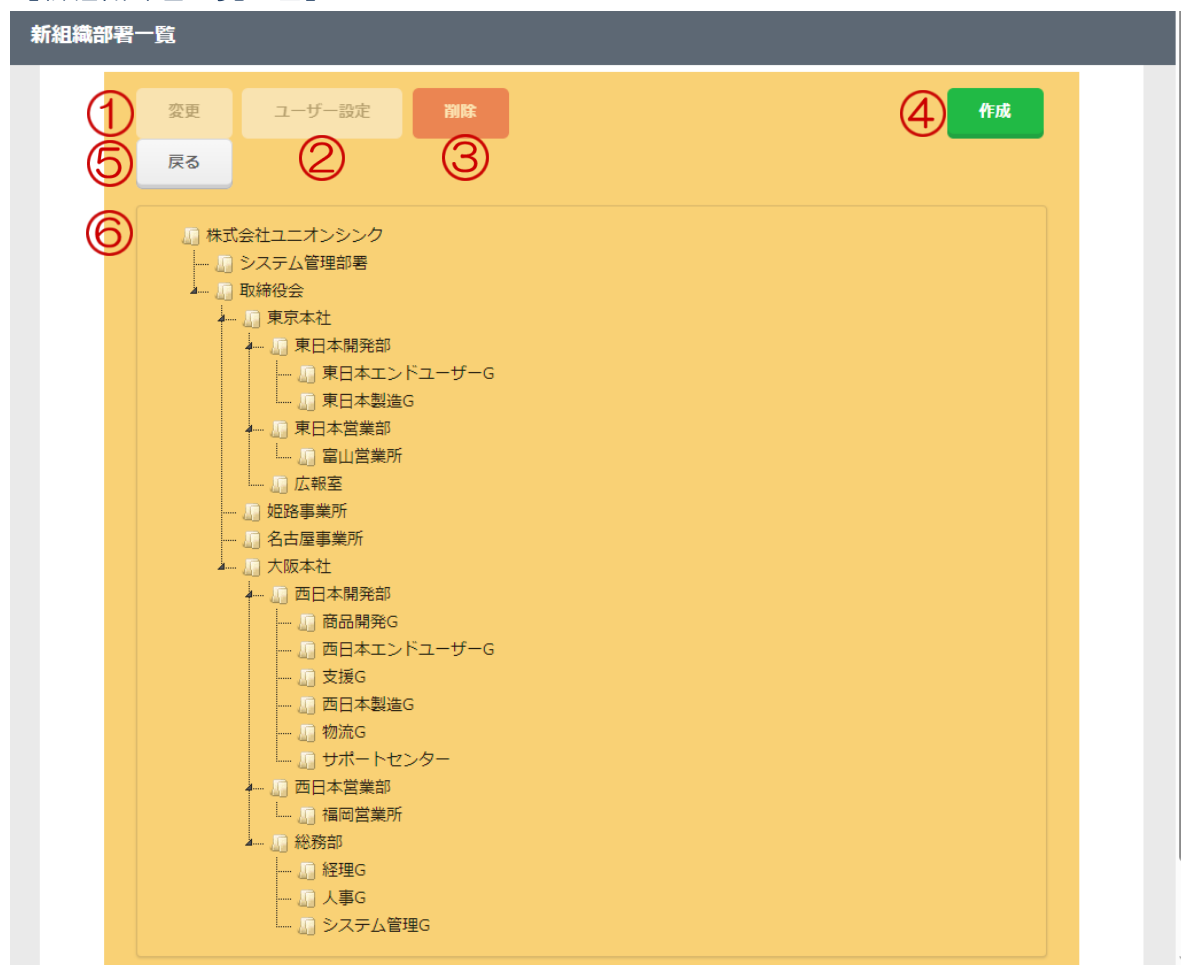 新組織部署一覧
① 変更 ユーザー設定 削除 ④ 作成
⑤ 戻る ② ③
⑥
株式会社ユニオンシンク
システム管理部署
取締役会
東京本社
東日本開発部
東日本エンドユーザーG
東日本製造G
東日本営業部
富山営業所
広報室
姫路事業所
名古屋事業所
大阪本社
西日本開発部
商品開発G
西日本エンドユーザーG
支援G
西日本製造G
物流G
サポートセンター
西日本営業部
福岡営業所
総務部
経理G
人事G
システム管理G